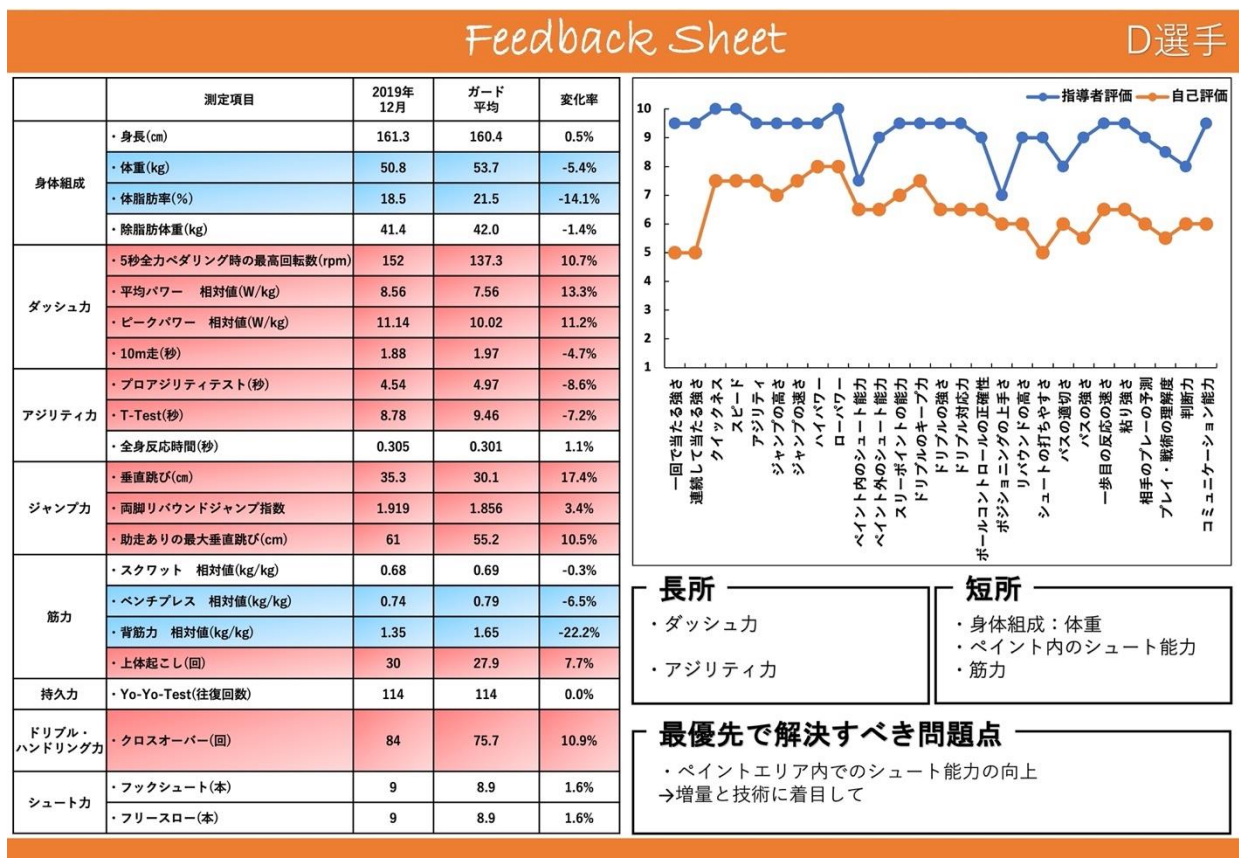 Feedback Sheet
D選手
測定項目 2019年12月 ガード平均 変化率
身体組成
・身長(㎝) 161.3 160.4 0.5%
・体重(kg) 50.8 53.7 -5.4%
・体脂肪率(%) 18.5 21.5 -14.1%
・除脂肪体重(kg) 41.4 42.0 -1.4%
ダッシュ力
・5秒全力ペダリング時の最高回転数(rpm) 152 137.3 10.7%
・平均パワー 相対値(W/kg) 8.56 7.56 13.3%
・ピークパワー 相対値(W/kg) 11.14 10.02 11.2%
・10m走(秒) 1.88 1.97 -4.7%
アジリティ力
・プロアジリティテスト(秒) 4.54 4.97 -8.6%
・T-Test(秒) 8.78 9.46 -7.2%
・全身反応時間(秒) 0.305 0.301 1.1%
ジャンプ力
・垂直跳び(㎝) 35.3 30.1 17.4%
・両脚リバウンドジャンプ指数 1.919 1.856 3.4%
・助走ありの最大垂直跳び(cm) 61 55.2 10.5%
筋力
・スクワット 相対値(kg/kg) 0.68 0.69 -0.3%
・ベンチプレス 相対値(kg/kg) 0.74 0.79 -6.5%
・背筋力 相対値(kg/kg) 1.35 1.65 -22.2%
・上体起こし(回) 30 27.9 7.7%
持久力
・Yo-Yo-Test(往復回数) 114 114 0.0%
ドリブル・
ハンドリング力
・クロスオーバー(回) 84 75.7 10.9%
シュート力
・フックシュート(本) 9 8.9 1.6%
・フリースロー(本) 9 8.9 1.6%
指導者評価 自己評価
10
9
8
7
6
5
4
3
2
1
一回で当たる強さ
連続して当たる強さ
クイックネス
スピード
アジリティ
ジャンプの高さ
ジャンプの速さ
ハイパワー
ローパワー
ペイント内のシュート能力
ペイント外のシュート能力
スリーポイントの能力
ドリブルのキープ力
ドリブルの強さ
ドリブル対応力
ボールコントロールの正確性
ポジショニングの上手さ
リバウンドの高さ
シュートの打ちやすさ
パスの適切さ
パスの強さ
一歩目の反応の速さ
粘り強さ
相手のプレーの予測
プレイ・戦術の理解度
判断力
コミュニケーション能力
長所
・ダッシュ力
・アジリティ力
短所
・身体組成：体重
・ペイント内のシュート能力
・筋力
最優先で解決すべき問題点
・ペイントエリア内でのシュート能力の向上
→増量と技術に着目して